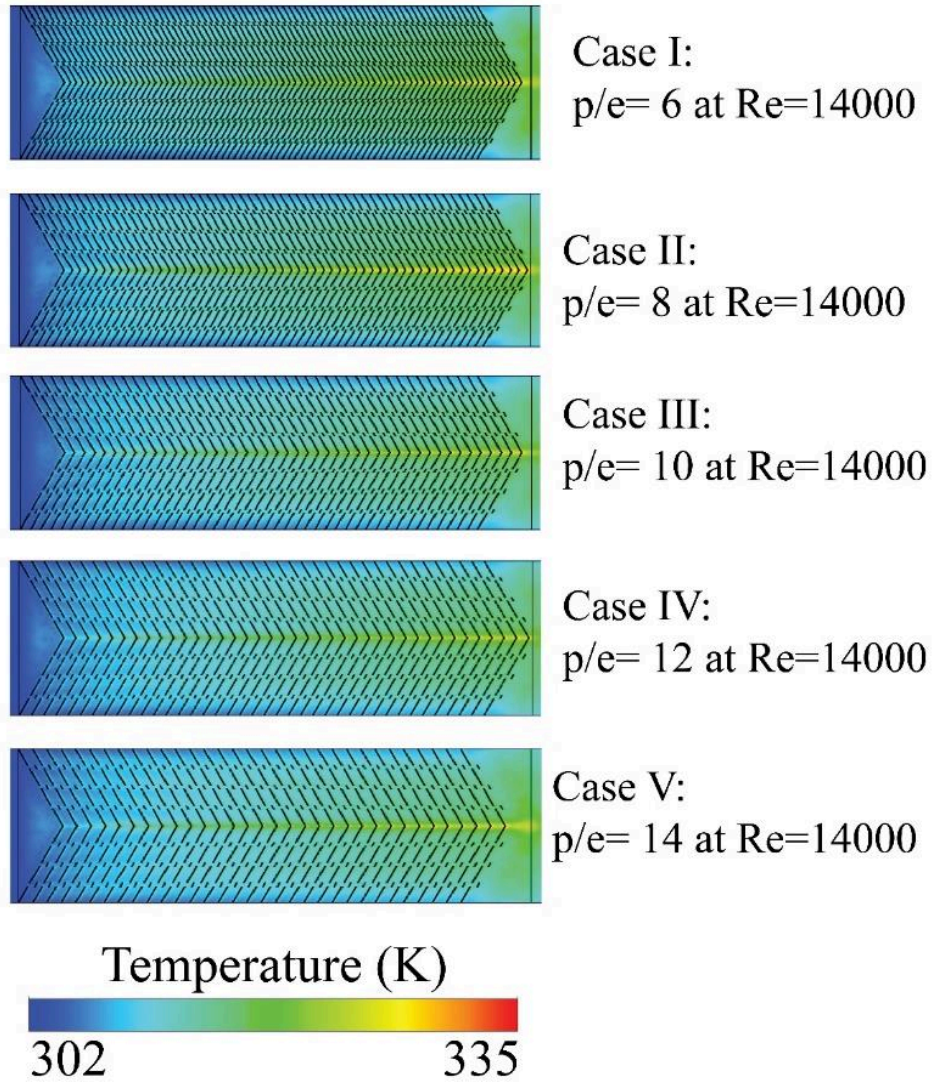 Case I:
p/e= 6 at Re=14000
Case II:
p/e= 8 at Re=14000
Case III:
p/e= 10 at Re=14000
Case IV:
p/e= 12 at Re=14000
Case V:
p/e= 14 at Re=14000
Temperature (K)
302 335